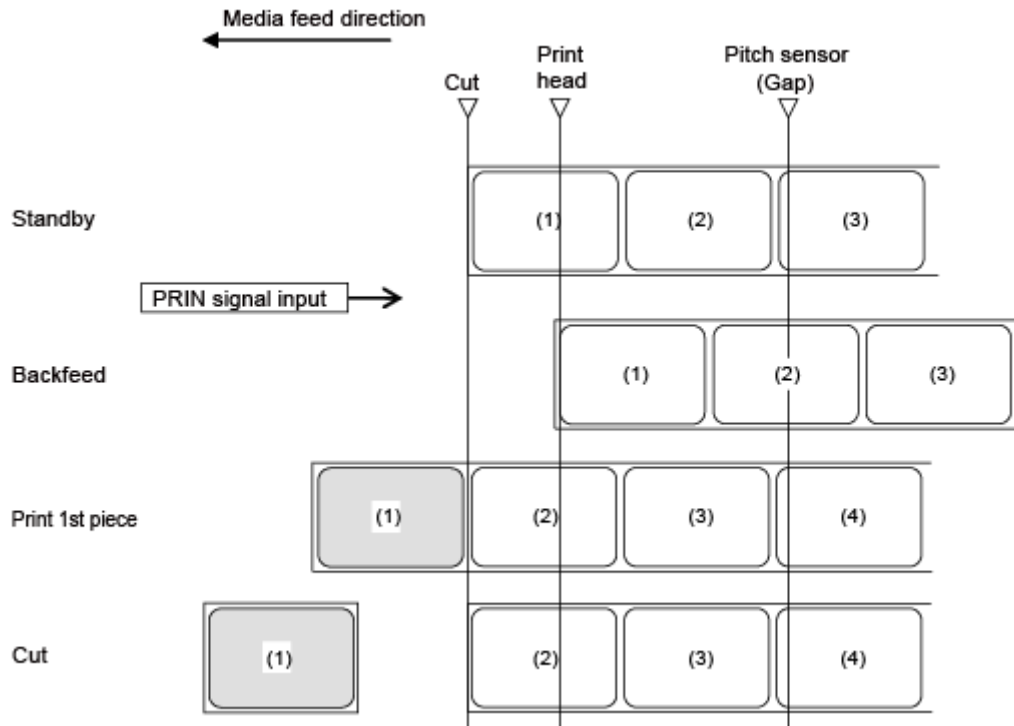 Media feed direction
Cut
Print
head
Pitch sensor
(Gap)
Standby
(1)
(2)
(3)
PRIN signal input
Backfeed
(1)
(2)
(3)
Print 1st piece
(1)
(2)
(3)
(4)
Cut
(1)
(2)
(3)
(4)